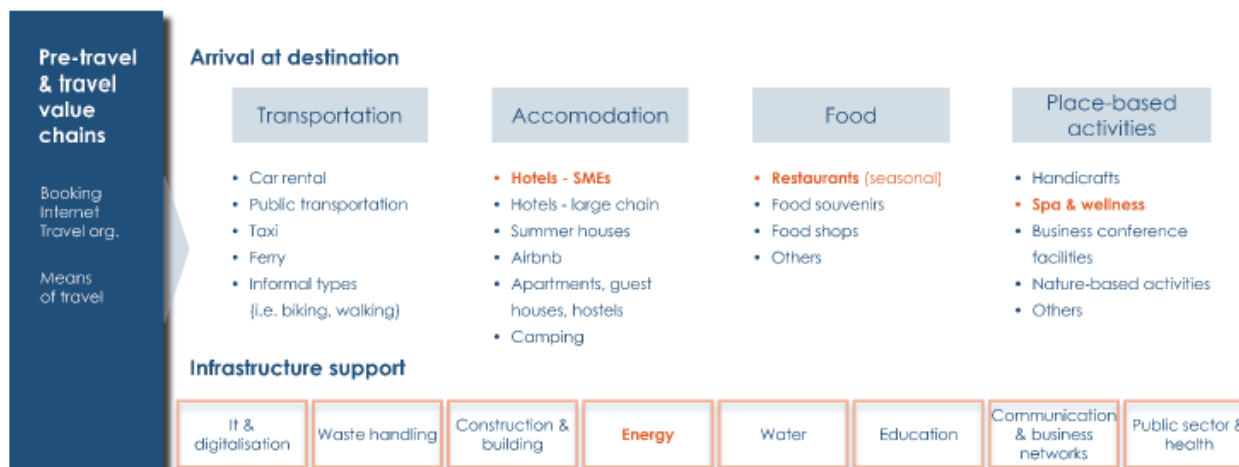 Pre-travel
& travel
value
chains
Booking
Internet
Travel org.
Means
of travel
Arrival at destination
Transportation
• Car rental
• Public transportation
• Taxi
• Ferry
• Informal types
(i.e. biking, walking)
Accomodation
• Hotels - SMEs
• Hotels - large chain
• Summer houses
• Airbnb
• Apartments, guest
houses, hostels
• Camping
Food
• Restaurants (seasonal)
• Food souvenirs
• Food shops
• Others
Place-based
activities
• Handicrafts
• Spa & wellness
• Business conference
facilities
• Nature-based activities
• Others
Infrastructure support
It &
digitalisation
Waste handling
Construction &
building
Energy
Water
Education
Communication
& business
networks
Public sector &
health